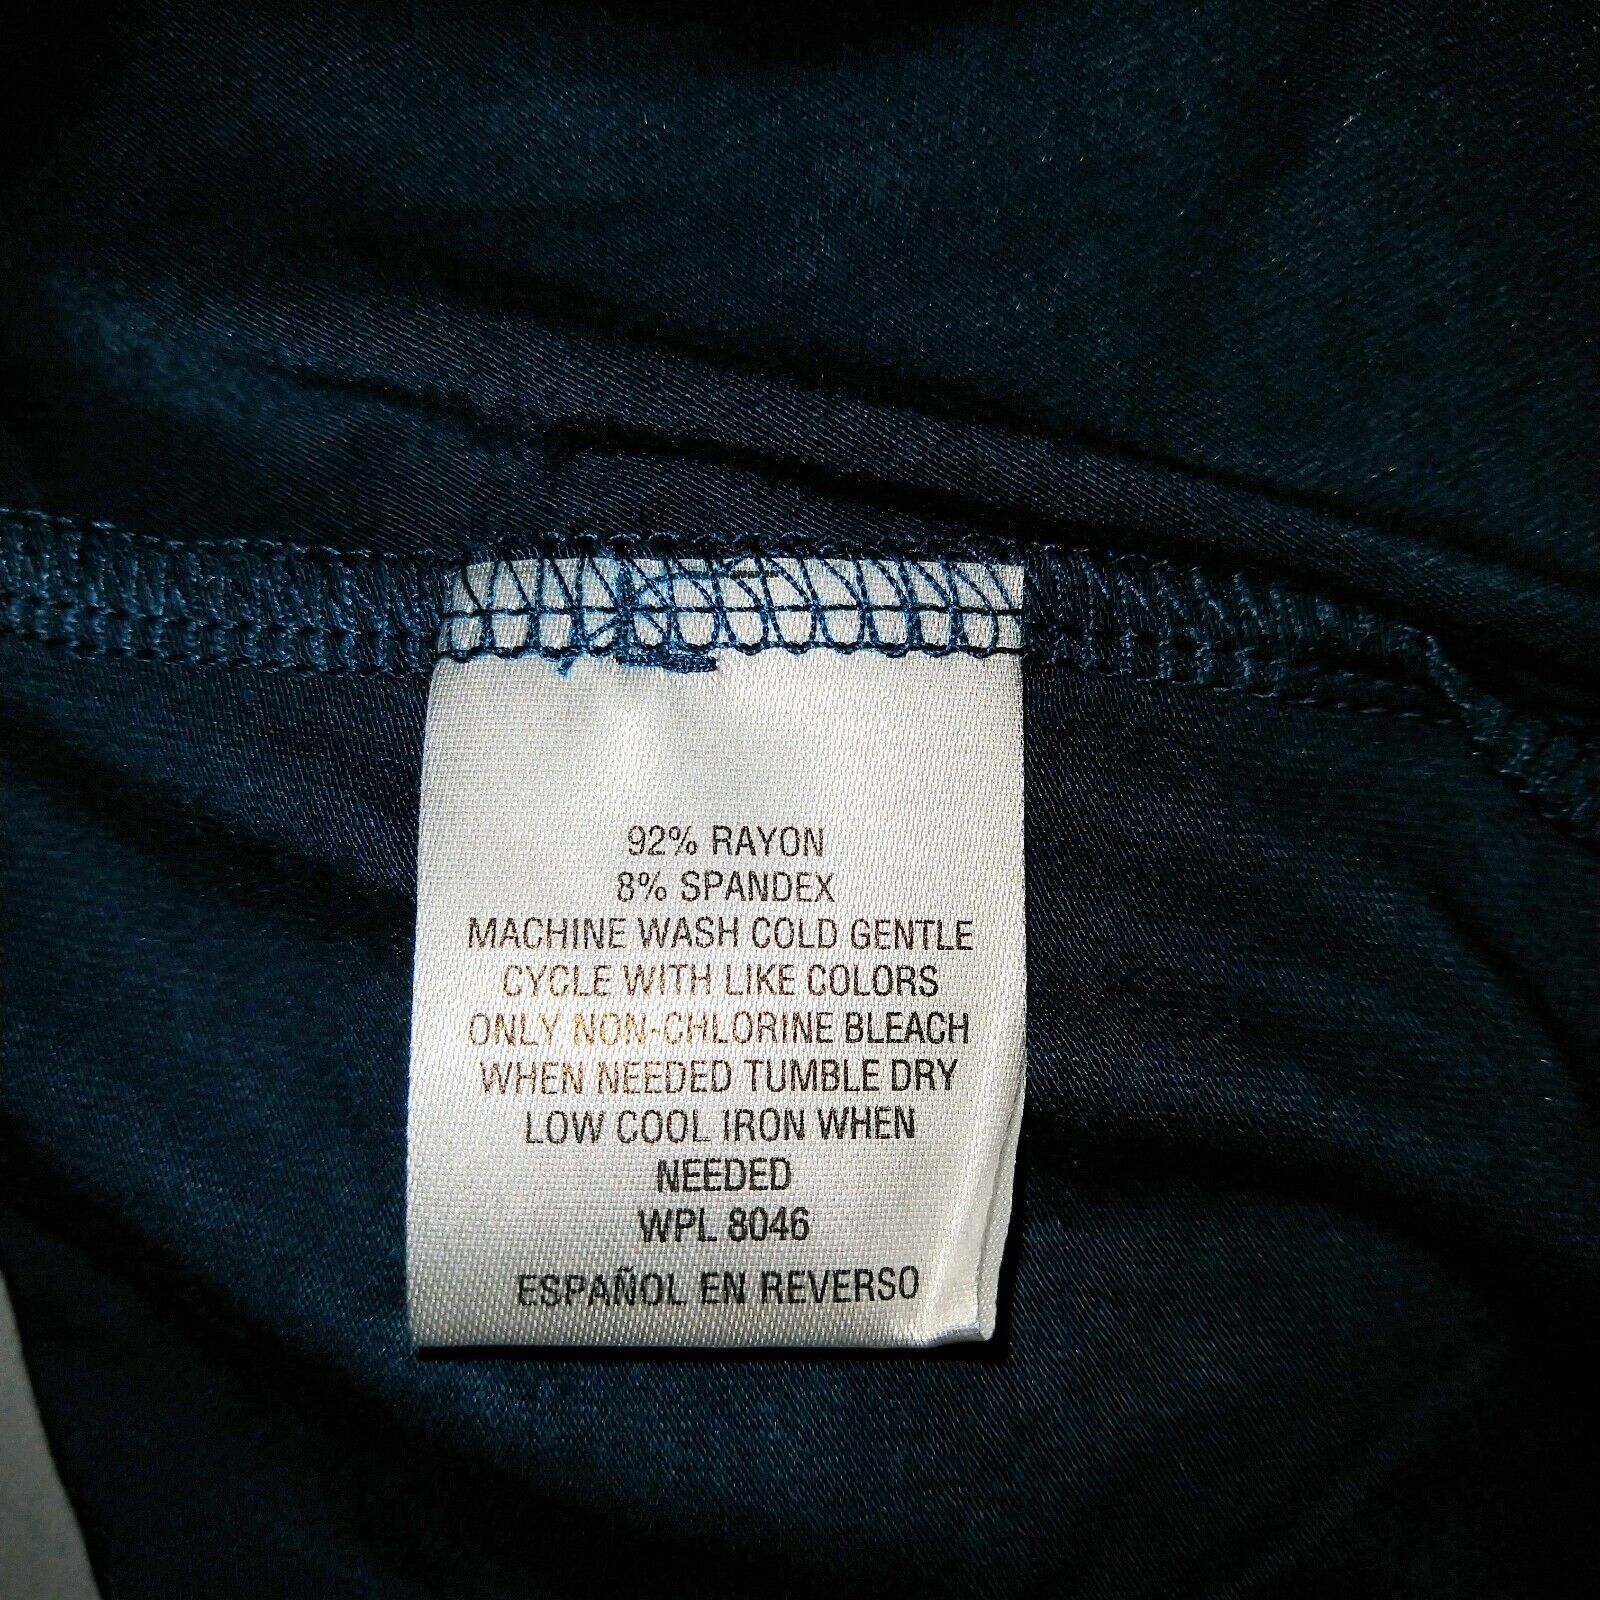 92% RAYON
8% SPANDEX
MACHINE WASH COLD GENTLE
CYCLE WITH LIKE COLORS
ONLY NON-CHLORINE BLEACH
WHEN NEEDED TUMBLE DRY
LOW COOL IRON WHEN
NEEDED
WPL 8046
ESPAÑOL EN REVERSO